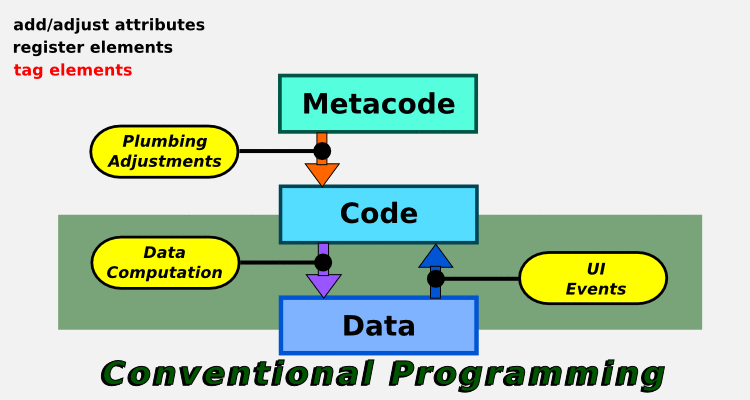 add/adjust attributes
register elements
tag elements
Metacode
Plumbing
Adjustments
Code
Data
Computation
UI
Events
Data
Conventional Programming